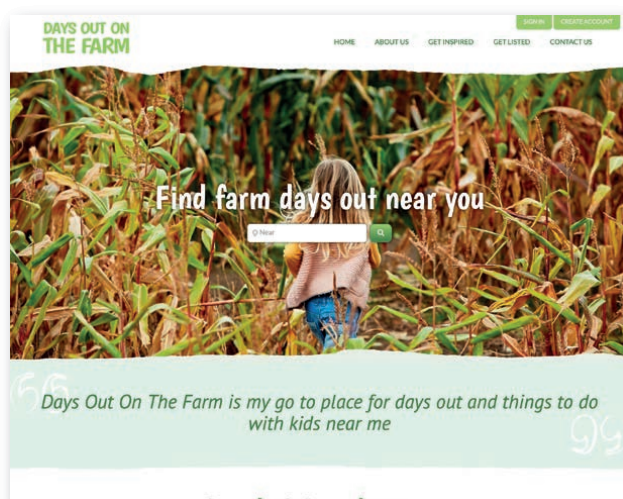 SIGN IN
CREATE ACCOUNT
DAYS OUT ON
THE FARM
HOME
ABOUT US
GET INSPIRED
GET LISTED
CONTACT US
Find farm days out near you
Near
Days Out On The Farm is my go to place for days out and things to do
with kids near me